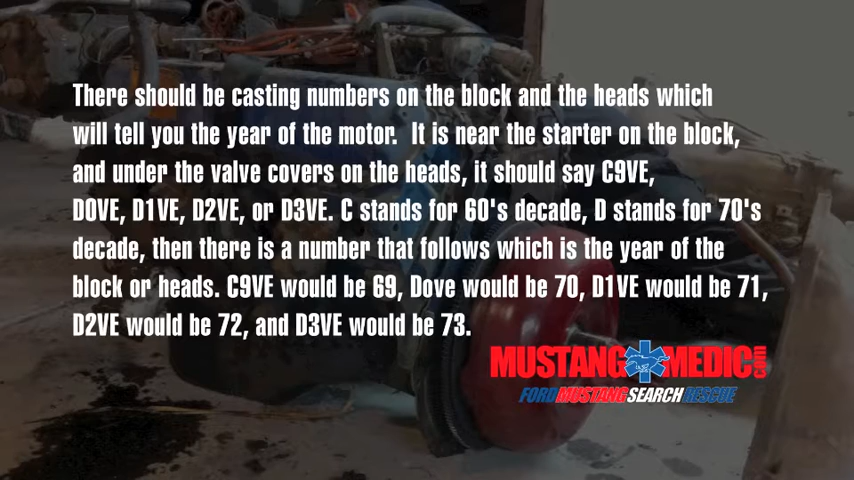 There should be casting numbers on the block and the heads which
will tell you the year of the motor. It is near the starter on the block,
and under the valve covers on the heads, it should say C9VE,
D0VE, D1VE, D2VE, or D3VE. C stands for 60's decade, D stands for 70's
decade, then there is a number that follows which is the year of the
block or heads. C9VE would be 69, Dove would be 70, D1VE would be 71,
D2VE would be 72, and D3VE would be 73.
MUSTANG MEDIC.com
FORD MUSTANG SEARCH RESCUE